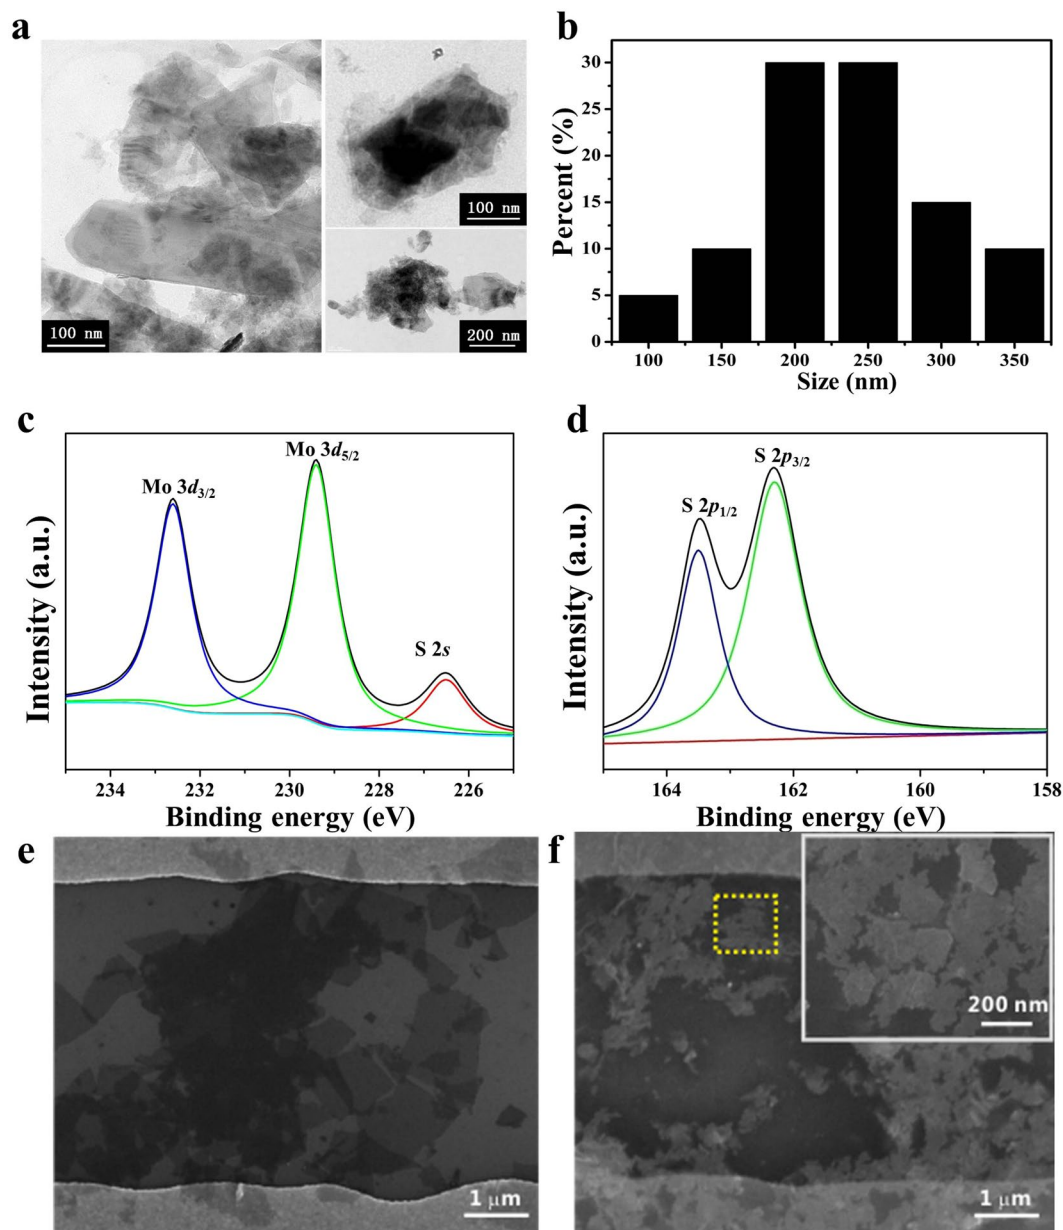 a
100 nm
100 nm
200 nm
b
Percent (%)
30
25
20
15
10
5
0
100 150 200 250 300 350
Size (nm)
c
Mo 3d3/2
Mo 3d5/2
S 2s
Intensity (a.u.)
234 232 230 228 226
Binding energy (eV)
d
S 2p1/2
S 2p3/2
Intensity (a.u.)
164 162 160 158
Binding energy (eV)
e
1 μm
f
200 nm
1 μm